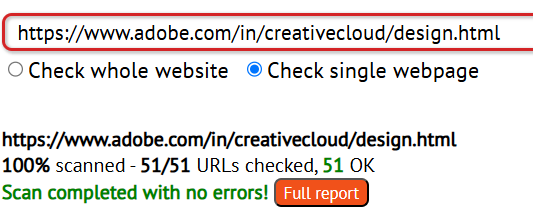 https://www.adobe.com/in/creativecloud/design.html
Check whole website Check single webpage
https://www.adobe.com/in/creativecloud/design.html
100% scanned - 51/51 URLs checked, 51 OK
Scan completed with no errors! Full report